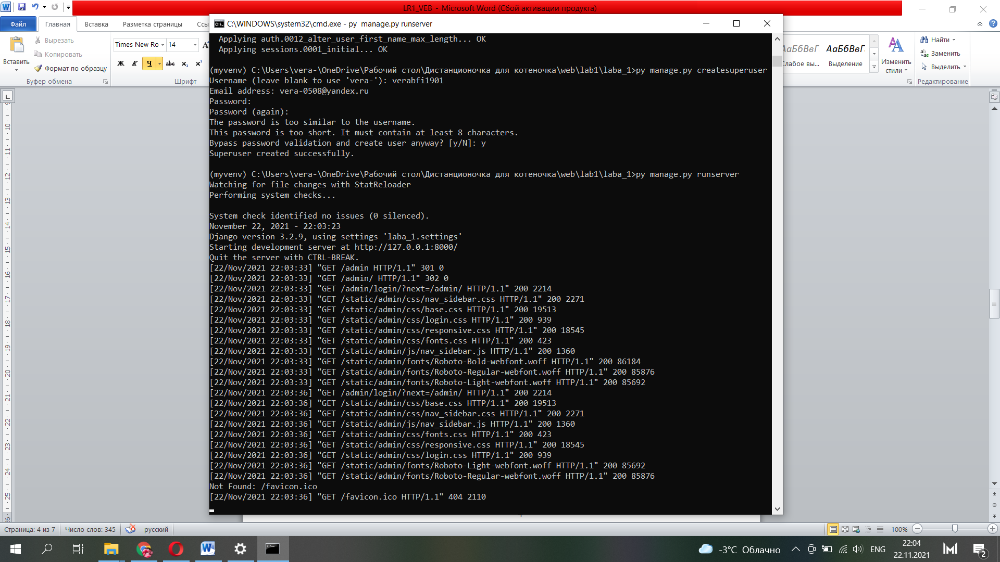 LR1_VEB - Microsoft Word (Сбой активации продукта)
Файл Главная Вставка Разметка страницы Ссы
C:\WINDOWS\system32\cmd.exe - py manage.py runserver
Вставить
Вырезать
Копировать
Формат по образцу
Буфер обмена
Times New Ro 14
Ж К Ч abc x₂ x²
Шрифт
АаБбВвГг АаБбВвГг
Слабое вы... Выделение
Изменить стили
Найти
Заменить
Выделить
Редактирование
Applying auth.0012_alter_user_first_name_max_length... OK
Applying sessions.0001_initial... OK
(myvenv) C:\Users\vera-\OneDrive\Рабочий стол\Дистанционочка для котеночка\web\lab1\laba_1>py manage.py createsuperuser
Username (leave blank to use 'vera-'): verabfi1901
Email address: vera-0508@yandex.ru
Password:
Password (again):
The password is too similar to the username.
This password is too short. It must contain at least 8 characters.
Bypass password validation and create user anyway? [y/N]: y
Superuser created successfully.
(myvenv) C:\Users\vera-\OneDrive\Рабочий стол\Дистанционочка для котеночка\web\lab1\laba_1>py manage.py runserver
Watching for file changes with StatReloader
Performing system checks...
System check identified no issues (0 silenced).
November 22, 2021 - 22:03:23
Django version 3.2.9, using settings 'laba_1.settings'
Starting development server at http://127.0.0.1:8000/
Quit the server with CTRL-BREAK.
[22/Nov/2021 22:03:33] "GET /admin HTTP/1.1" 301 0
[22/Nov/2021 22:03:33] "GET /admin/ HTTP/1.1" 302 0
[22/Nov/2021 22:03:33] "GET /admin/login/?next=/admin/ HTTP/1.1" 200 2214
[22/Nov/2021 22:03:33] "GET /static/admin/css/nav_sidebar.css HTTP/1.1" 200 2271
[22/Nov/2021 22:03:33] "GET /static/admin/css/base.css HTTP/1.1" 200 19513
[22/Nov/2021 22:03:33] "GET /static/admin/css/login.css HTTP/1.1" 200 939
[22/Nov/2021 22:03:33] "GET /static/admin/css/responsive.css HTTP/1.1" 200 18545
[22/Nov/2021 22:03:33] "GET /static/admin/css/fonts.css HTTP/1.1" 200 423
[22/Nov/2021 22:03:33] "GET /static/admin/js/nav_sidebar.js HTTP/1.1" 200 1360
[22/Nov/2021 22:03:33] "GET /static/admin/fonts/Roboto-Bold-webfont.woff HTTP/1.1" 200 86184
[22/Nov/2021 22:03:33] "GET /static/admin/fonts/Roboto-Regular-webfont.woff HTTP/1.1" 200 85876
[22/Nov/2021 22:03:33] "GET /static/admin/fonts/Roboto-Light-webfont.woff HTTP/1.1" 200 85692
[22/Nov/2021 22:03:36] "GET /admin/login/?next=/admin/ HTTP/1.1" 200 2214
[22/Nov/2021 22:03:36] "GET /static/admin/css/base.css HTTP/1.1" 200 19513
[22/Nov/2021 22:03:36] "GET /static/admin/css/nav_sidebar.css HTTP/1.1" 200 2271
[22/Nov/2021 22:03:36] "GET /static/admin/js/nav_sidebar.js HTTP/1.1" 200 1360
[22/Nov/2021 22:03:36] "GET /static/admin/css/fonts.css HTTP/1.1" 200 423
[22/Nov/2021 22:03:36] "GET /static/admin/css/responsive.css HTTP/1.1" 200 18545
[22/Nov/2021 22:03:36] "GET /static/admin/css/login.css HTTP/1.1" 200 939
[22/Nov/2021 22:03:36] "GET /static/admin/fonts/Roboto-Light-webfont.woff HTTP/1.1" 200 85692
[22/Nov/2021 22:03:36] "GET /static/admin/fonts/Roboto-Regular-webfont.woff HTTP/1.1" 200 85876
Not Found: /favicon.ico
[22/Nov/2021 22:03:36] "GET /favicon.ico HTTP/1.1" 404 2110
Страница: 4 из 7 Число слов: 345 русский 100%
-3°C Облачно ENG
22:04
22.11.2021
2